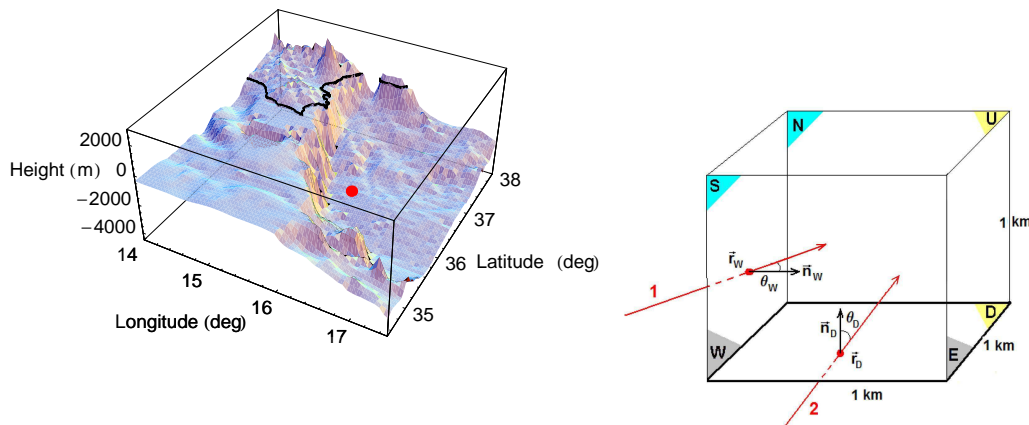 2000
Height (m) 0
−2000
−4000
14
15
16
17
Longitude (deg)
38
37
36 Latitude (deg)
35
N
U
S
1 km
r⃗W
n⃗W
θW
1
n⃗D
θD
r⃗D
W
D
E
1 km
1 km
2